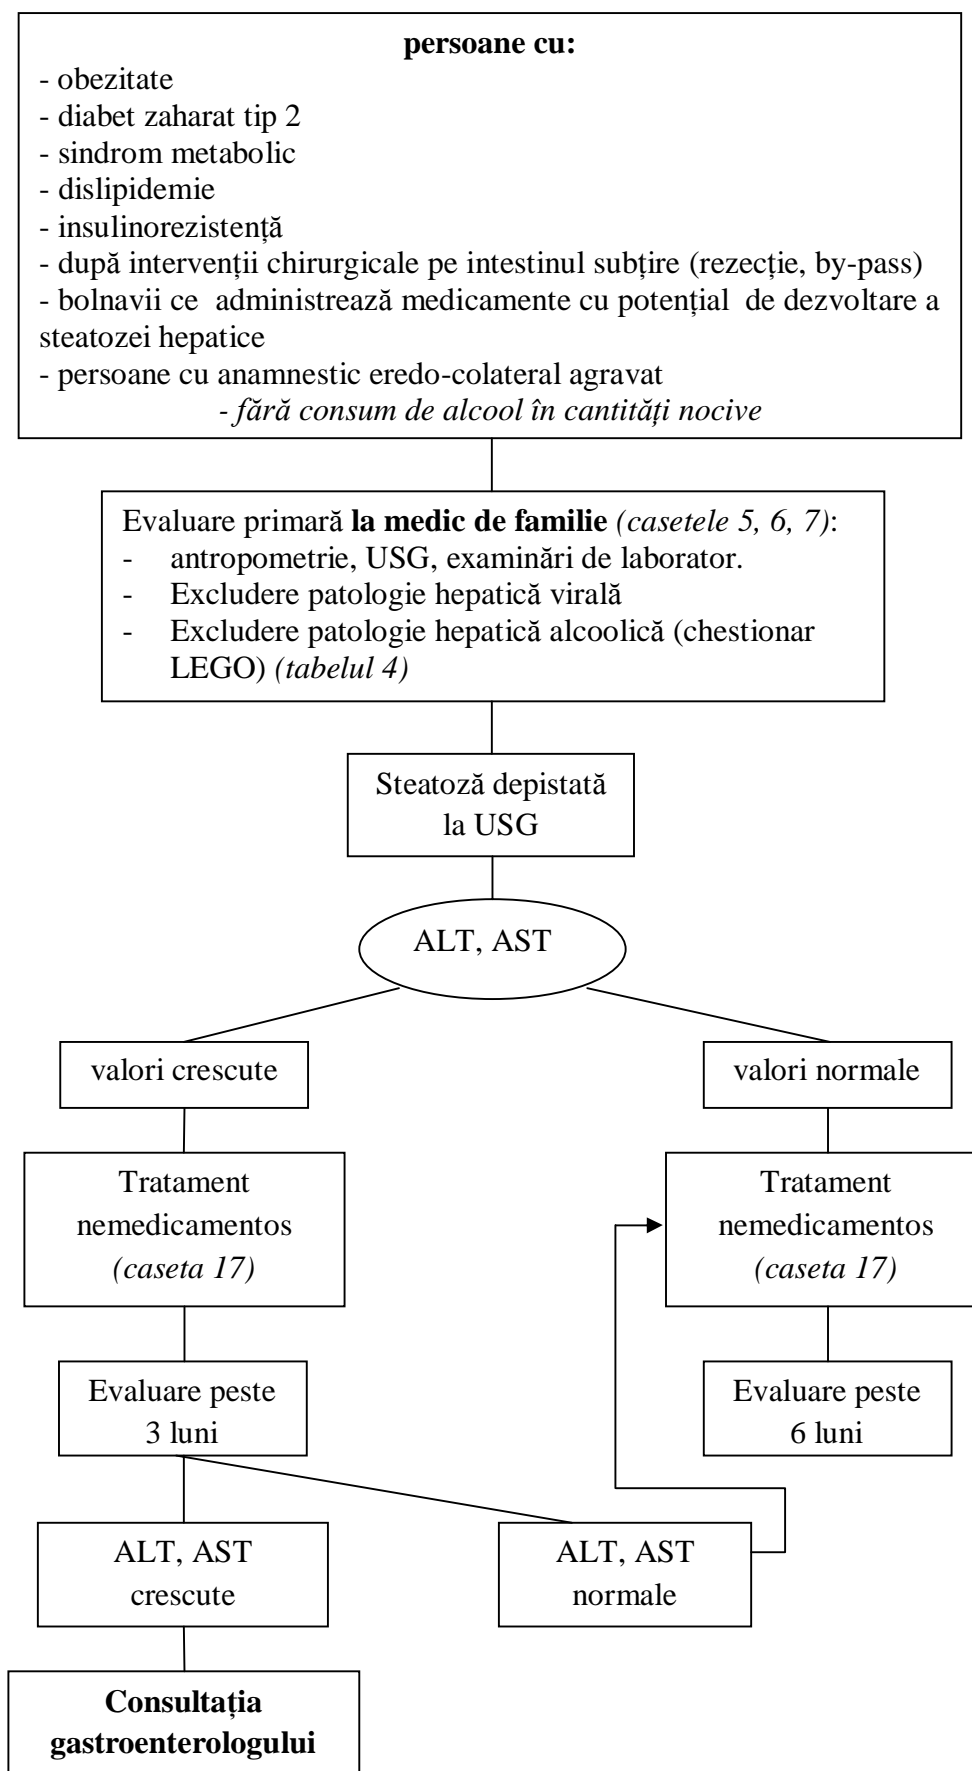 persoane cu:
- obezitate
- diabet zaharat tip 2
- sindrom metabolic
- dislipidemie
- insulinorezistență
- după intervenții chirurgicale pe intestinul subțire (rezecție, by-pass)
- bolnavii ce administrează medicamente cu potențial de dezvoltare a
steatozei hepatice
- persoane cu anamnestic eredo-colateral agravat
- fără consum de alcool în cantități nocive
Evaluare primară la medic de familie (casetele 5, 6, 7):
- antropometrie, USG, examinări de laborator.
- Excludere patologie hepatică virală
- Excludere patologie hepatică alcoolică (chestionar
LEGO) (tabelul 4)
Steatoză depistată
la USG
ALT, AST
valori crescute
valori normale
Tratament
nemedicamentos
(caseta 17)
Tratament
nemedicamentos
(caseta 17)
Evaluare peste
3 luni
Evaluare peste
6 luni
ALT, AST
crescute
ALT, AST
normale
Consultația
gastroenterologului